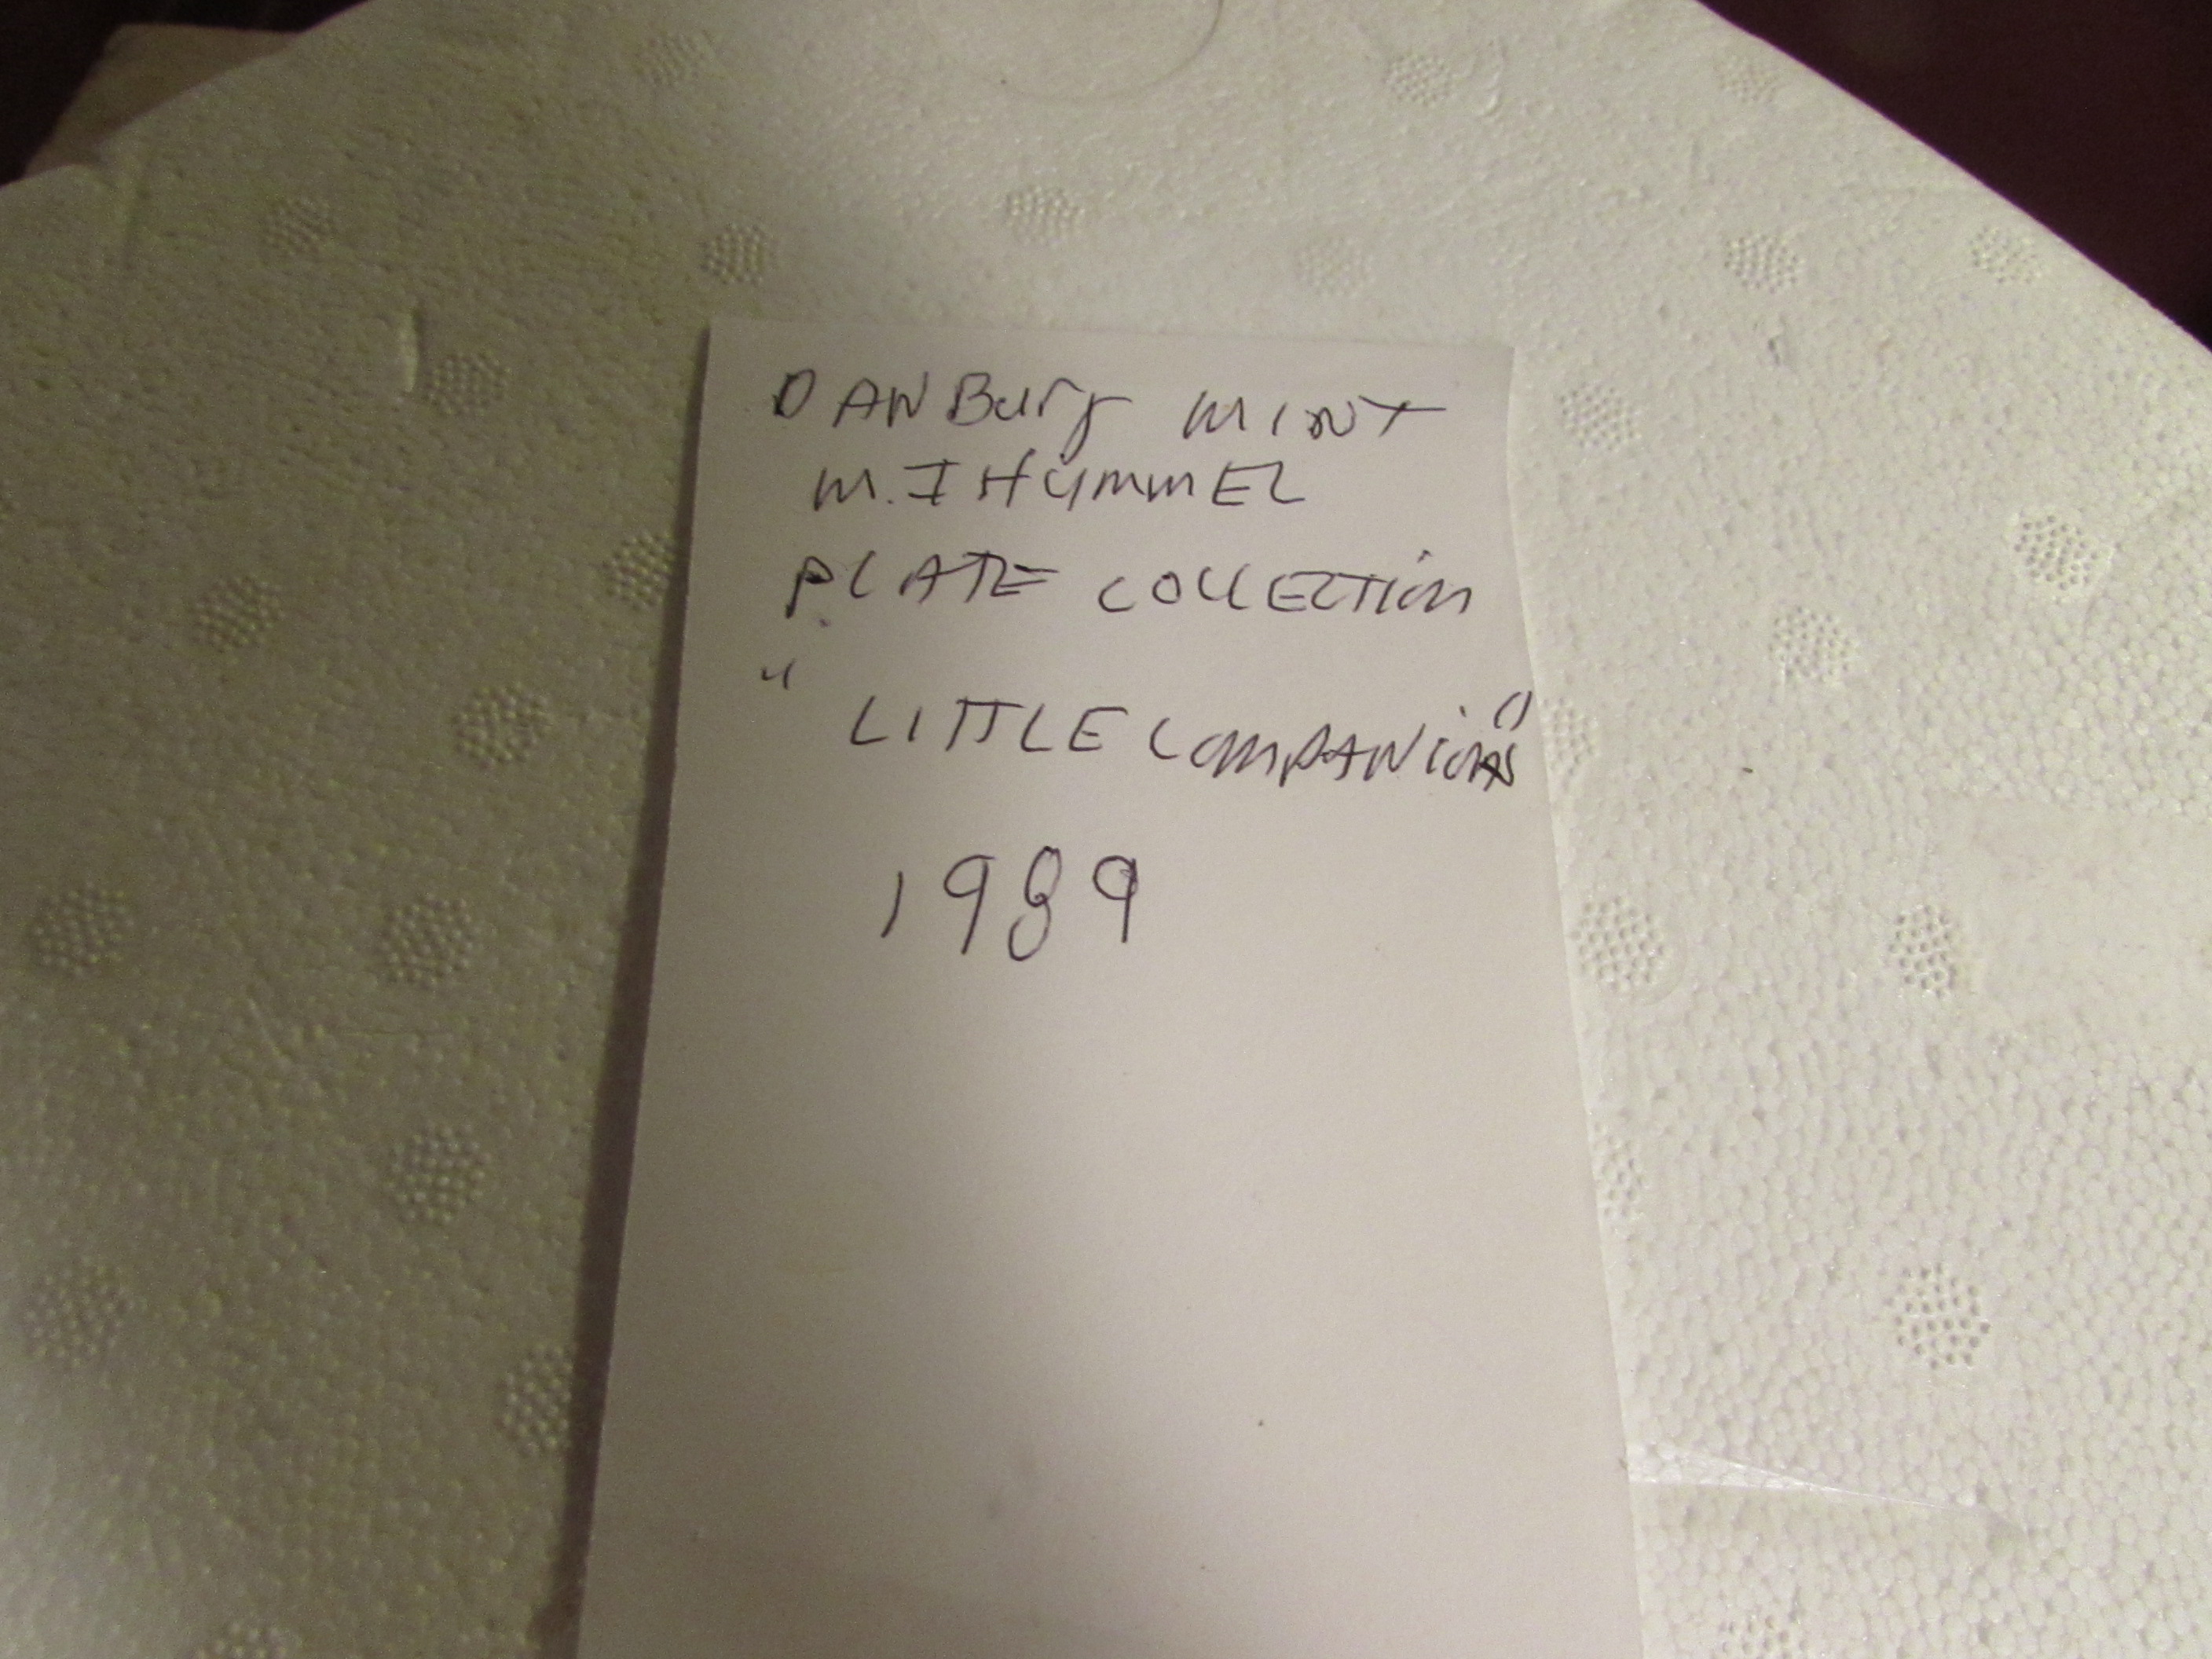 DANBury MINT
M. I HUMMEL
PLATE COLLECTION
"LITTLE COMPANIONS"
1989